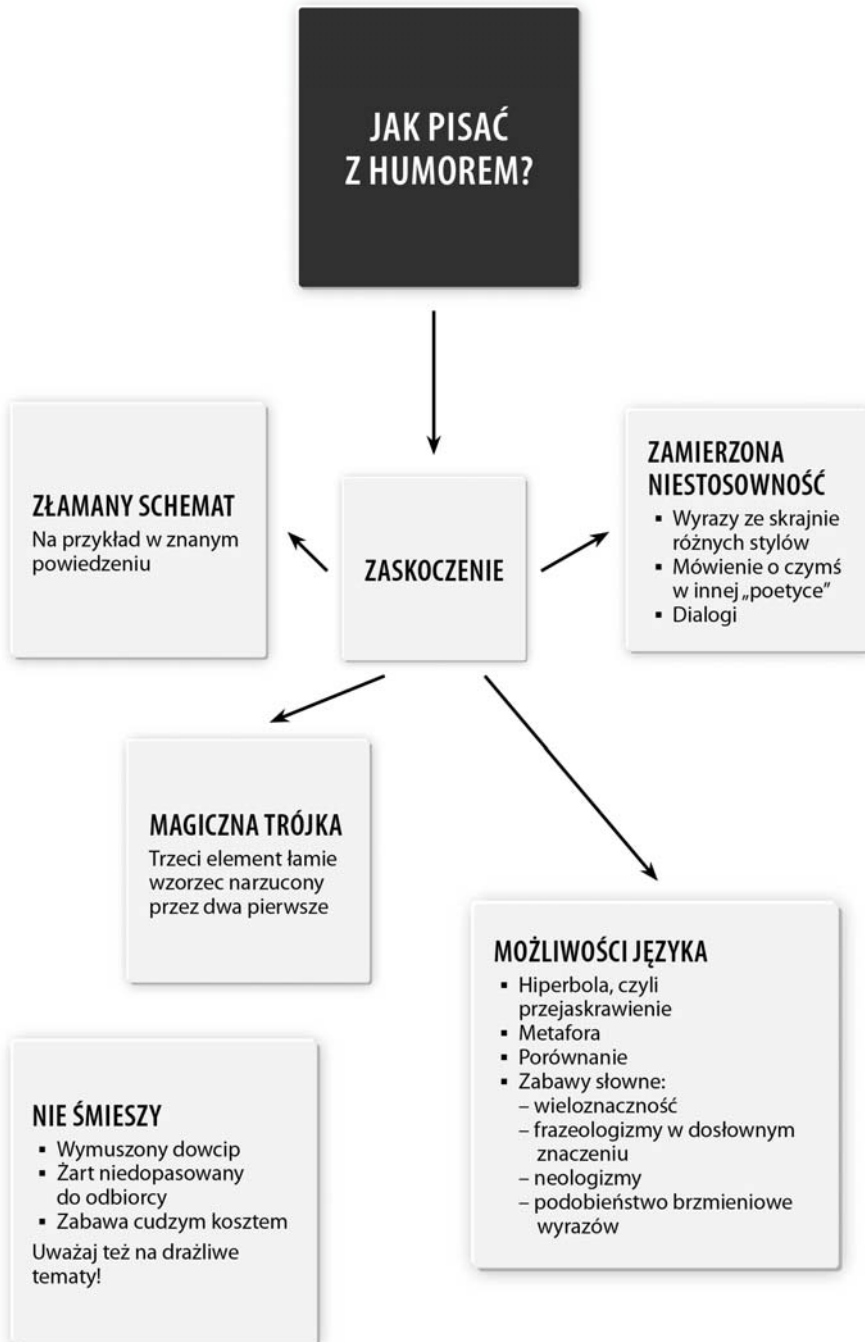 JAK PISAĆ
Z HUMOREM?
ZŁAMANY SCHEMAT
Na przykład w znanym
powiedzeniu
ZASKOCZENIE
ZAMIERZONA
NIESTOSOWNOŚĆ
▪ Wyrazy ze skrajnie
różnych stylów
▪ Mówienie o czymś
w innej „poetyce”
▪ Dialogi
MAGICZNA TRÓJKA
Trzeci element łamie
wzorzec narzucony
przez dwa pierwsze
MOŻLIWOŚCI JĘZYKA
▪ Hiperbola, czyli
przejaskrawienie
▪ Metafora
▪ Porównanie
▪ Zabawy słowne:
– wieloznaczność
– frazeologizmy w dosłownym
znaczeniu
– neologizmy
– podobieństwo brzmieniowe
wyrazów
NIE ŚMIESZY
▪ Wymuszony dowcip
▪ Żart niedopasowany
do odbiorcy
▪ Zabawa cudzym kosztem
Uważaj też na drażliwe
tematy!